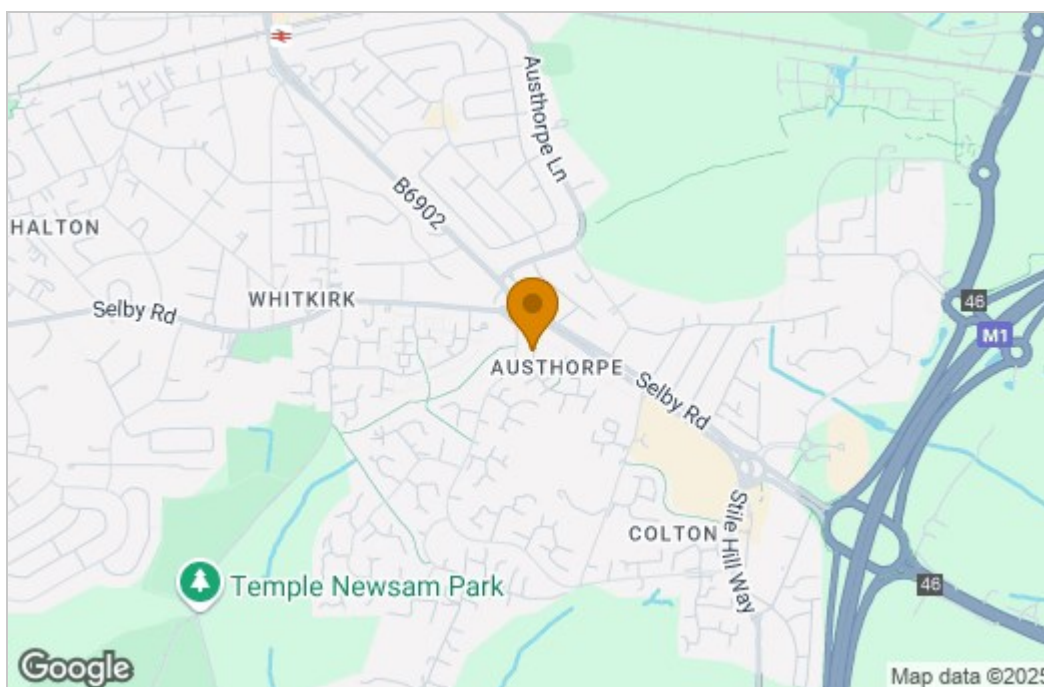 Austhorpe Ln
B6902
HALTON
WHITKIRK
Selby Rd
46
M1
AUSTHORPE
Selby Rd
COLTON
Stile Hill Way
Temple Newsam Park
46
Google
Map data ©2025